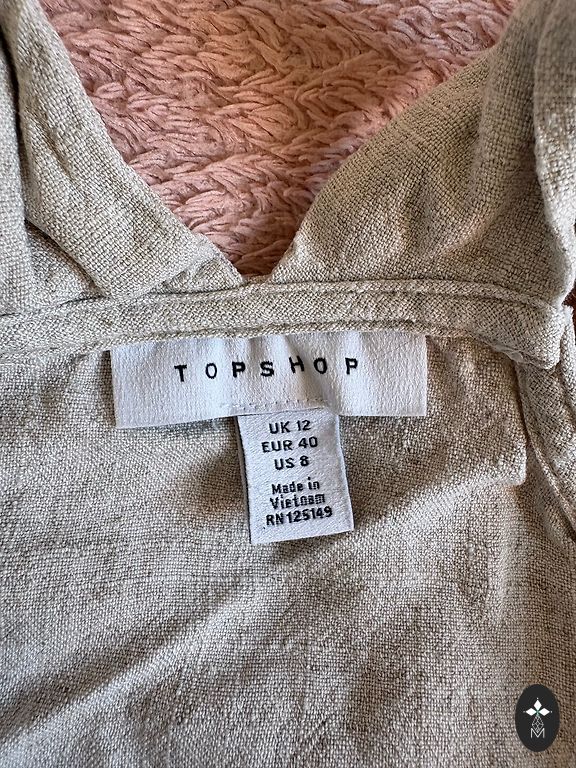 TOPSHOP
UK 12
EUR 40
US 8
Made in
Vietnam
RN 125149
M